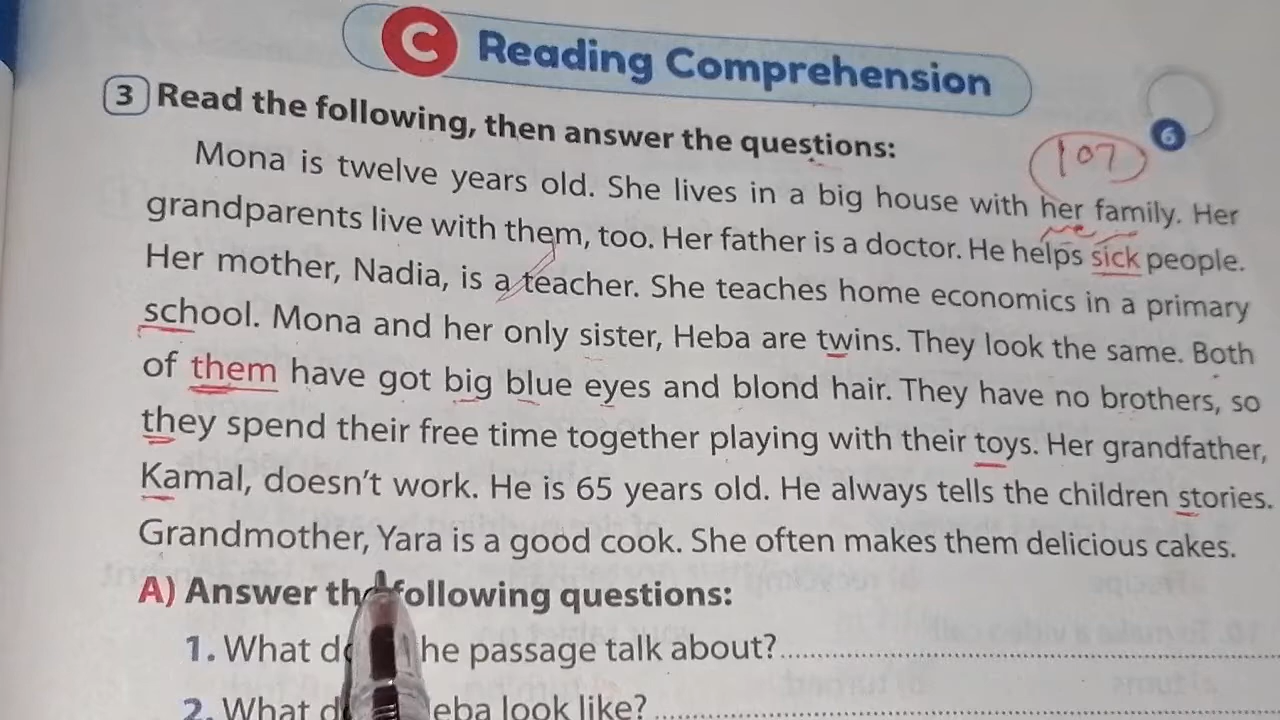 C Reading Comprehension
3 Read the following, then answer the questions:
6
107
Mona is twelve years old. She lives in a big house with her family. Her
grandparents live with them, too. Her father is a doctor. He helps sick people.
Her mother, Nadia, is a teacher. She teaches home economics in a primary
school. Mona and her only sister, Heba are twins. They look the same. Both
of them have got big blue eyes and blond hair. They have no brothers, so
they spend their free time together playing with their toys. Her grandfather,
Kamal, doesn't work. He is 65 years old. He always tells the children stories.
Grandmother, Yara is a good cook. She often makes them delicious cakes.
A) Answer the following questions:
1. What he passage talk about?
2. What eba look like?